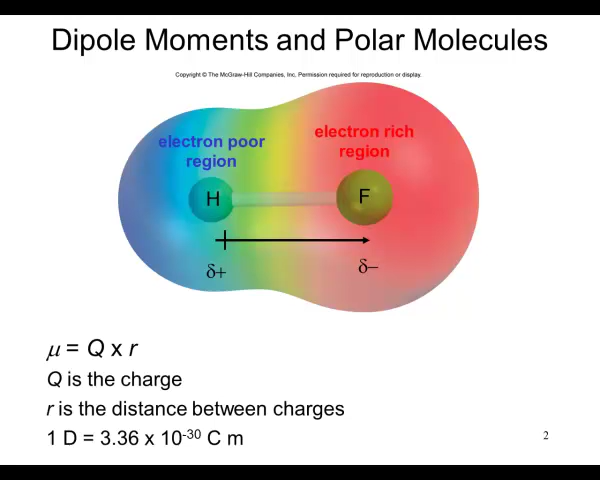 Dipole Moments and Polar Molecules
Copyright © The McGraw-Hill Companies, Inc. Permission required for reproduction or display.
electron poor
region
electron rich
region
H
F
δ+
δ−
μ = Q x r
Q is the charge
r is the distance between charges
1 D = 3.36 x 10⁻³⁰ C m
2